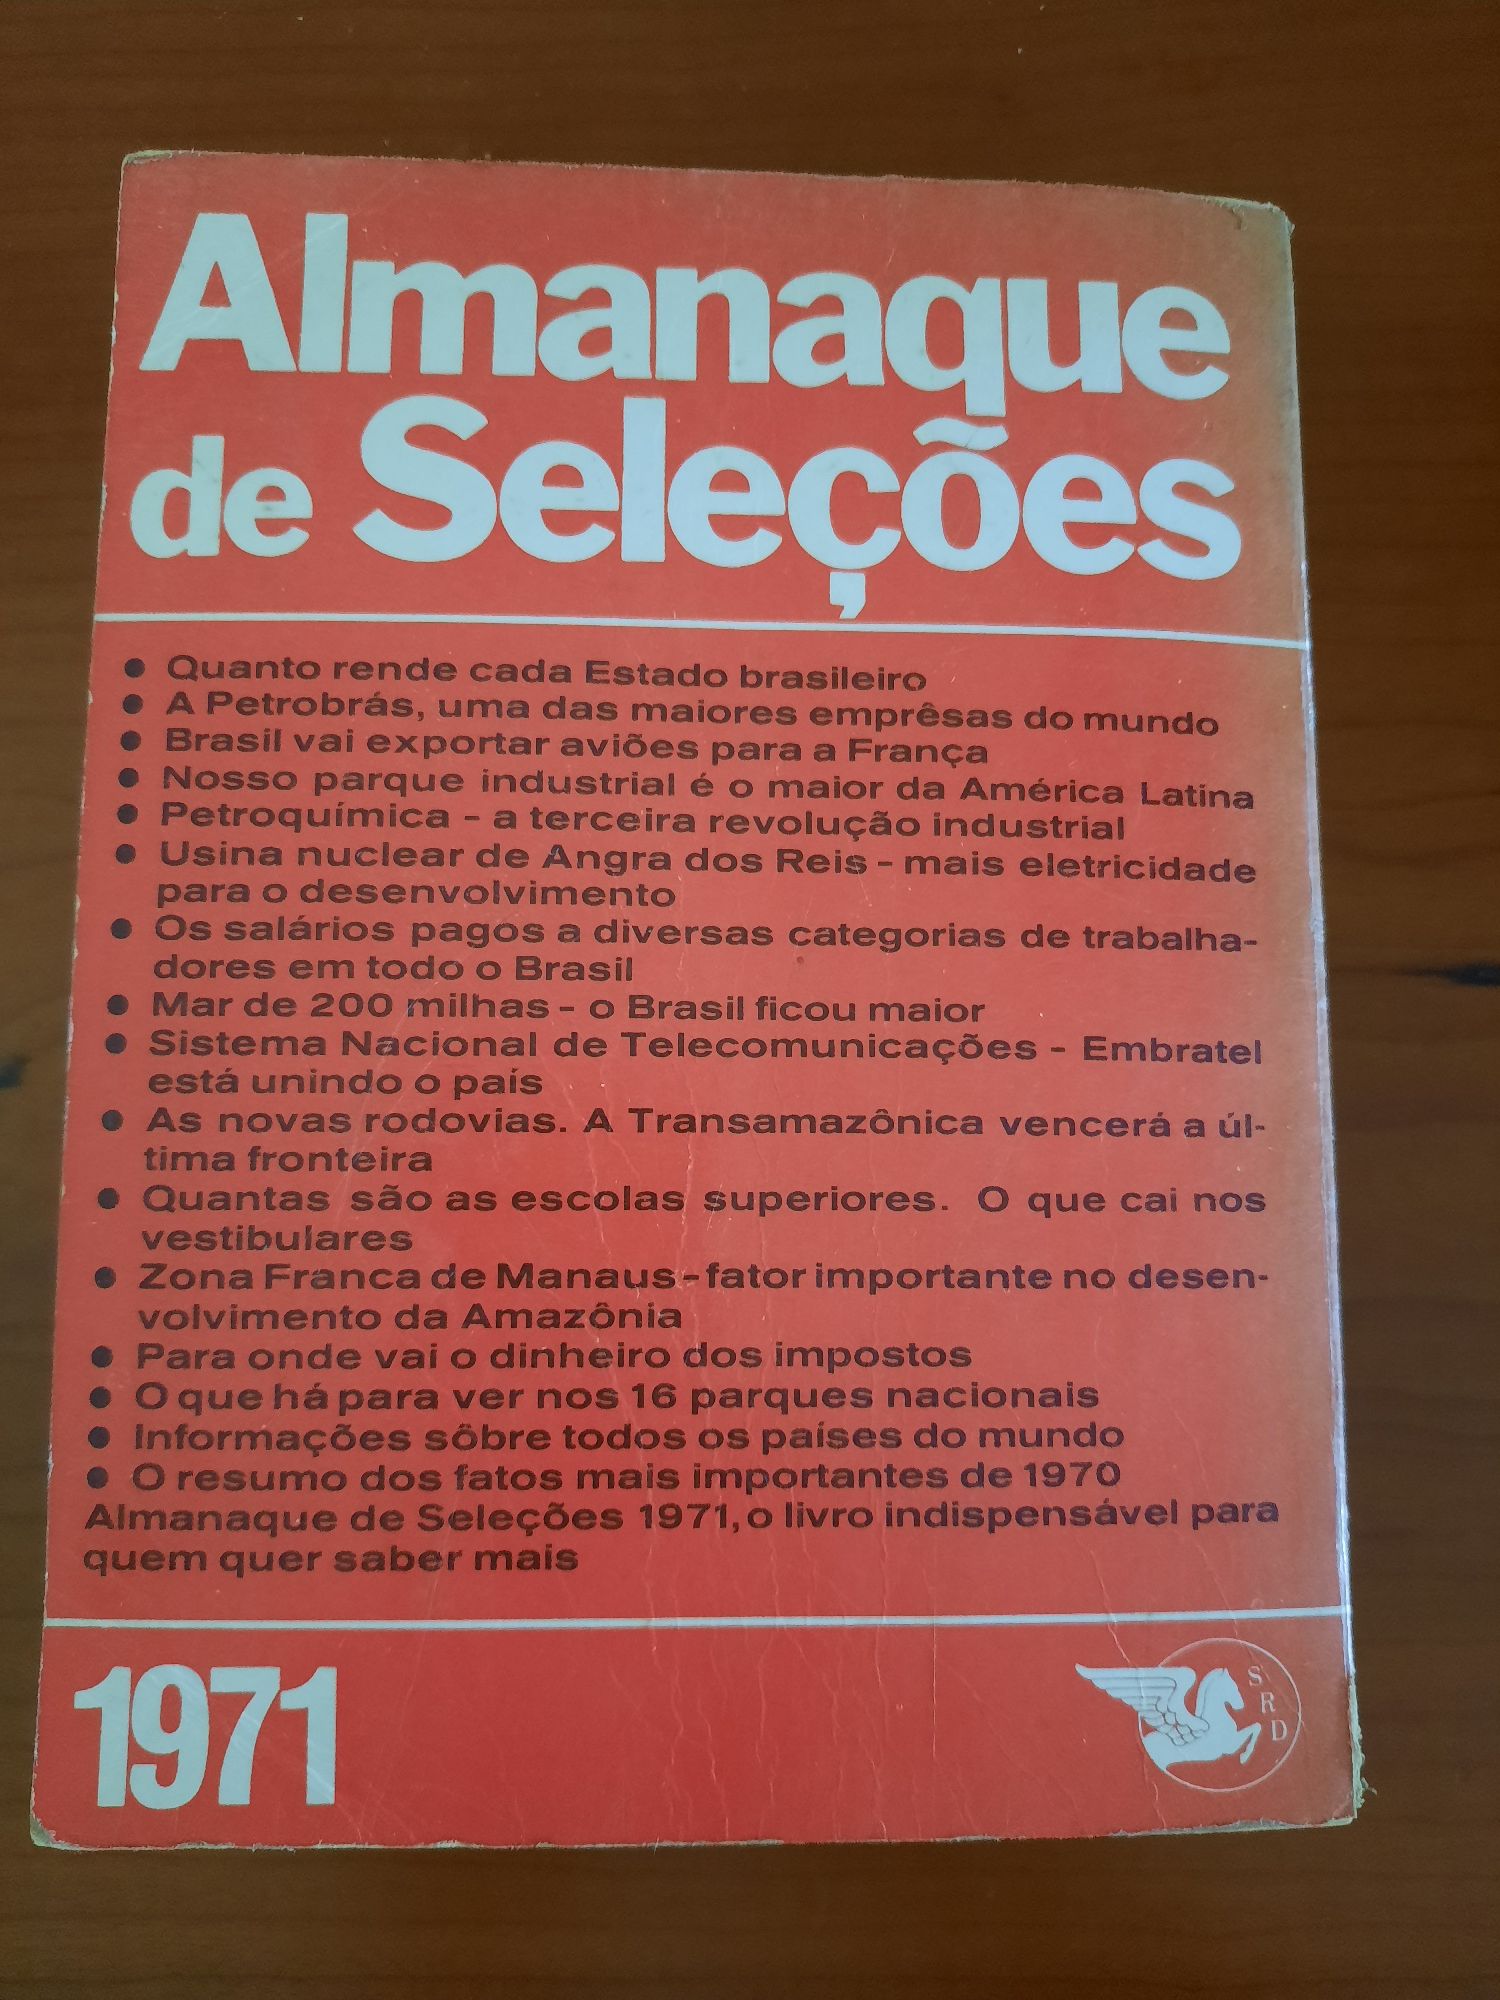 Almanaque
de Seleções
• Quanto rende cada Estado brasileiro
• A Petrobrás, uma das maiores emprêsas do mundo
• Brasil vai exportar aviões para a França
• Nosso parque industrial é o maior da América Latina
• Petroquímica - a terceira revolução industrial
• Usina nuclear de Angra dos Reis - mais eletricidade
para o desenvolvimento
• Os salários pagos a diversas categorias de trabalha-
dores em todo o Brasil
• Mar de 200 milhas - o Brasil ficou maior
• Sistema Nacional de Telecomunicações - Embratel
está unindo o país
• As novas rodovias. A Transamazônica vencerá a úl-
tima fronteira
• Quantas são as escolas superiores. O que cai nos
vestibulares
• Zona Franca de Manaus - fator importante no desen-
volvimento da Amazônia
• Para onde vai o dinheiro dos impostos
• O que há para ver nos 16 parques nacionais
• Informações sôbre todos os países do mundo
• O resumo dos fatos mais importantes de 1970
Almanaque de Seleções 1971, o livro indispensável para
quem quer saber mais
1971
S
R
D